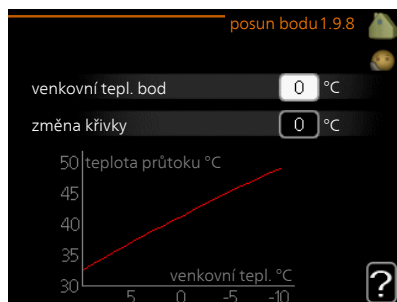 posun bodu 1.9.8
venkovní tepl. bod 0 °C
změna křivky 0 °C
50 teplota průtoku °C
45
40
35
30
venkovní tepl. °C
5 0 -5 -10
?